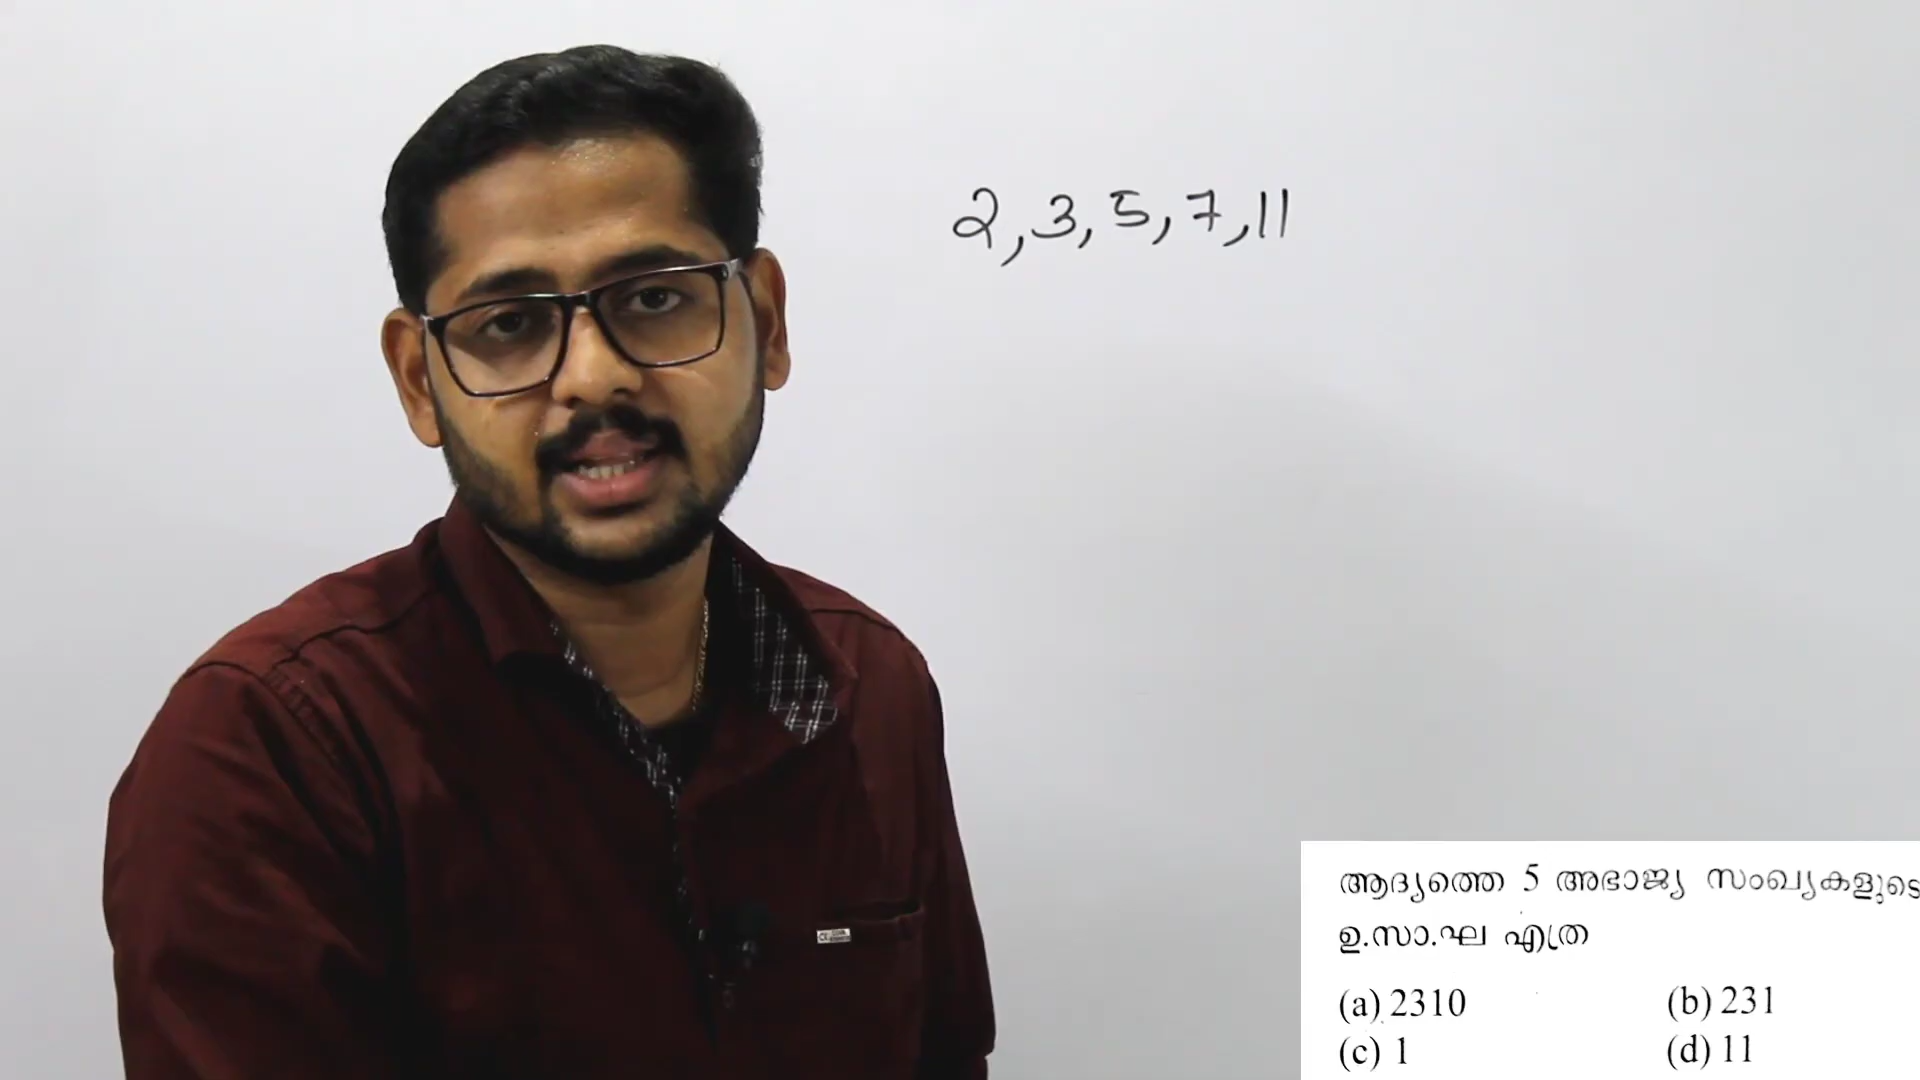 2, 3, 5, 7, 11
ആദ്യത്തെ 5 അഭാജ്യ സംഖ്യകളുടെ
ഉ.സാ.ഘ എത്ര
(a) 2310 (b) 231
(c) 1 (d) 11